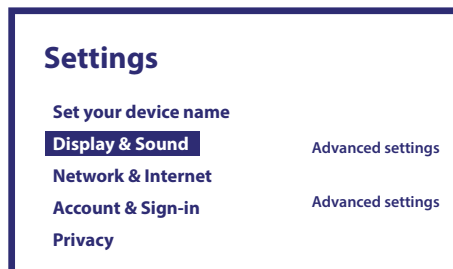 Settings
Set your device name
Display & Sound
Advanced settings
Network & Internet
Account & Sign-in
Advanced settings
Privacy